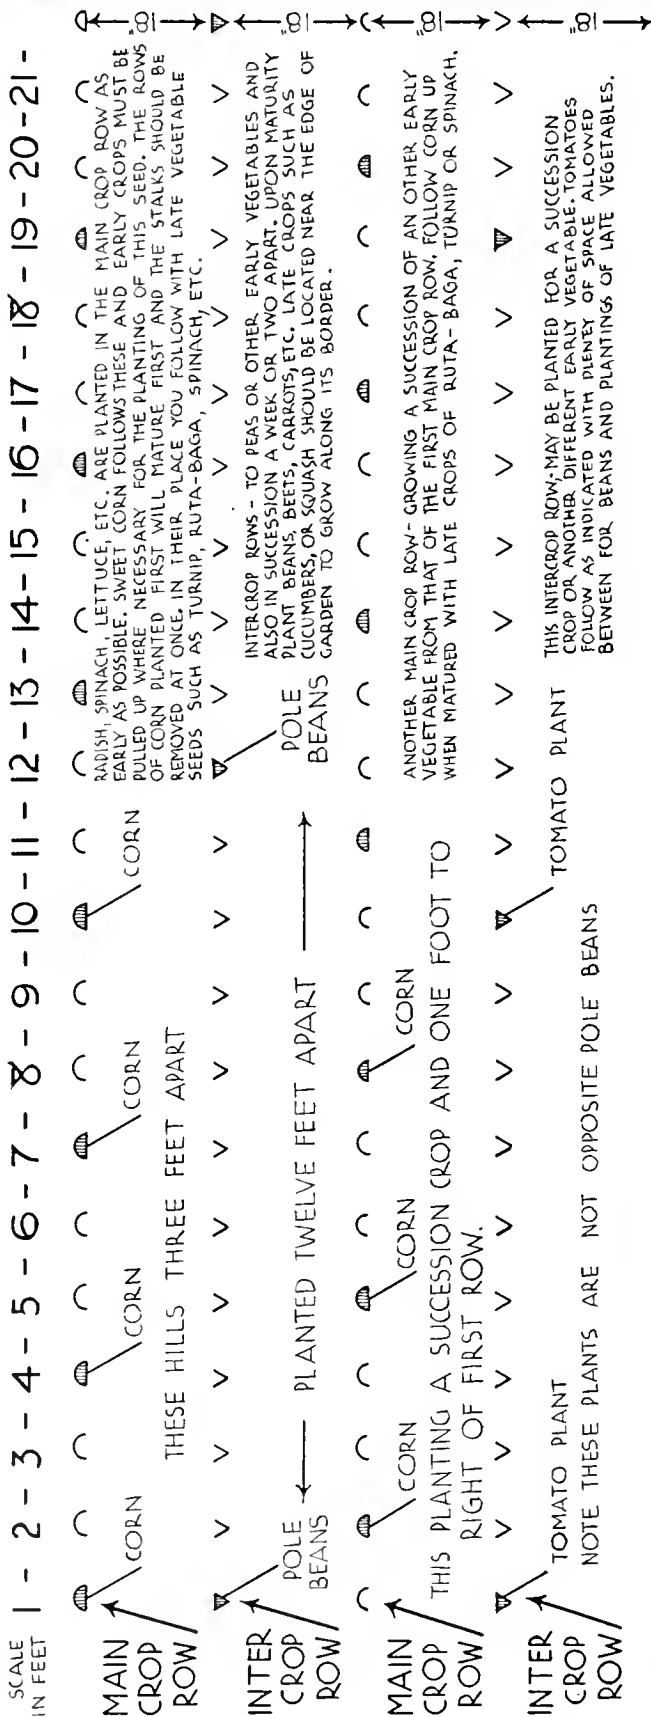 SCALE
IN FEET
1 - 2 - 3 - 4 - 5 - 6 - 7 - 8 - 9 - 10 - 11 - 12 - 13 - 14 - 15 - 16 - 17 - 18 - 19 - 20 - 21 -
MAIN
CROP
ROW
CORN
CORN
CORN
CORN
THESE HILLS THREE FEET APART
RADISH, SPINACH, LETTUCE, ETC. ARE PLANTED IN THE MAIN CROP ROW AS
EARLY AS POSSIBLE. SWEET CORN FOLLOWS THESE AND EARLY CROPS MUST BE
PULLED UP WHERE NECESSARY FOR THE PLANTING OF THIS SEED. THE ROWS
OF CORN PLANTED FIRST WILL MATURE FIRST AND THE STALKS SHOULD BE
REMOVED AT ONCE. IN THEIR PLACE YOU FOLLOW WITH LATE VEGETABLE
SEEDS SUCH AS TURNIP, RUTA-BAGA, SPINACH, ETC.
18"
INTER
CROP
ROW
POLE
BEANS
PLANTED TWELVE FEET APART
POLE
BEANS
INTERCROP ROWS - TO PEAS OR OTHER EARLY VEGETABLES AND
ALSO IN SUCCESSION A WEEK OR TWO APART. UPON MATURITY
PLANT BEANS, BEETS, CARROTS, ETC. LATE CROPS SUCH AS
CUCUMBERS, OR SQUASH SHOULD BE LOCATED NEAR THE EDGE OF
GARDEN TO GROW ALONG ITS BORDER.
18"
MAIN
CROP
ROW
CORN
CORN
CORN
THIS PLANTING A SUCCESSION CROP AND ONE FOOT TO
RIGHT OF FIRST ROW.
ANOTHER MAIN CROP ROW - GROWING A SUCCESSION OF AN OTHER EARLY
VEGETABLE FROM THAT OF THE FIRST MAIN CROP ROW. FOLLOW CORN UP
WHEN MATURED WITH LATE CROPS OF RUTA-BAGA, TURNIP OR SPINACH.
18"
INTER
CROP
ROW
TOMATO PLANT
NOTE THESE PLANTS ARE NOT OPPOSITE POLE BEANS
TOMATO PLANT
THIS INTERCROP ROW, MAY BE PLANTED FOR A SUCCESSION
CROP OR ANOTHER DIFFERENT EARLY VEGETABLE. TOMATOES
FOLLOW AS INDICATED WITH PLENTY OF SPACE ALLOWED
BETWEEN FOR BEANS AND PLANTINGS OF LATE VEGETABLES.
18"